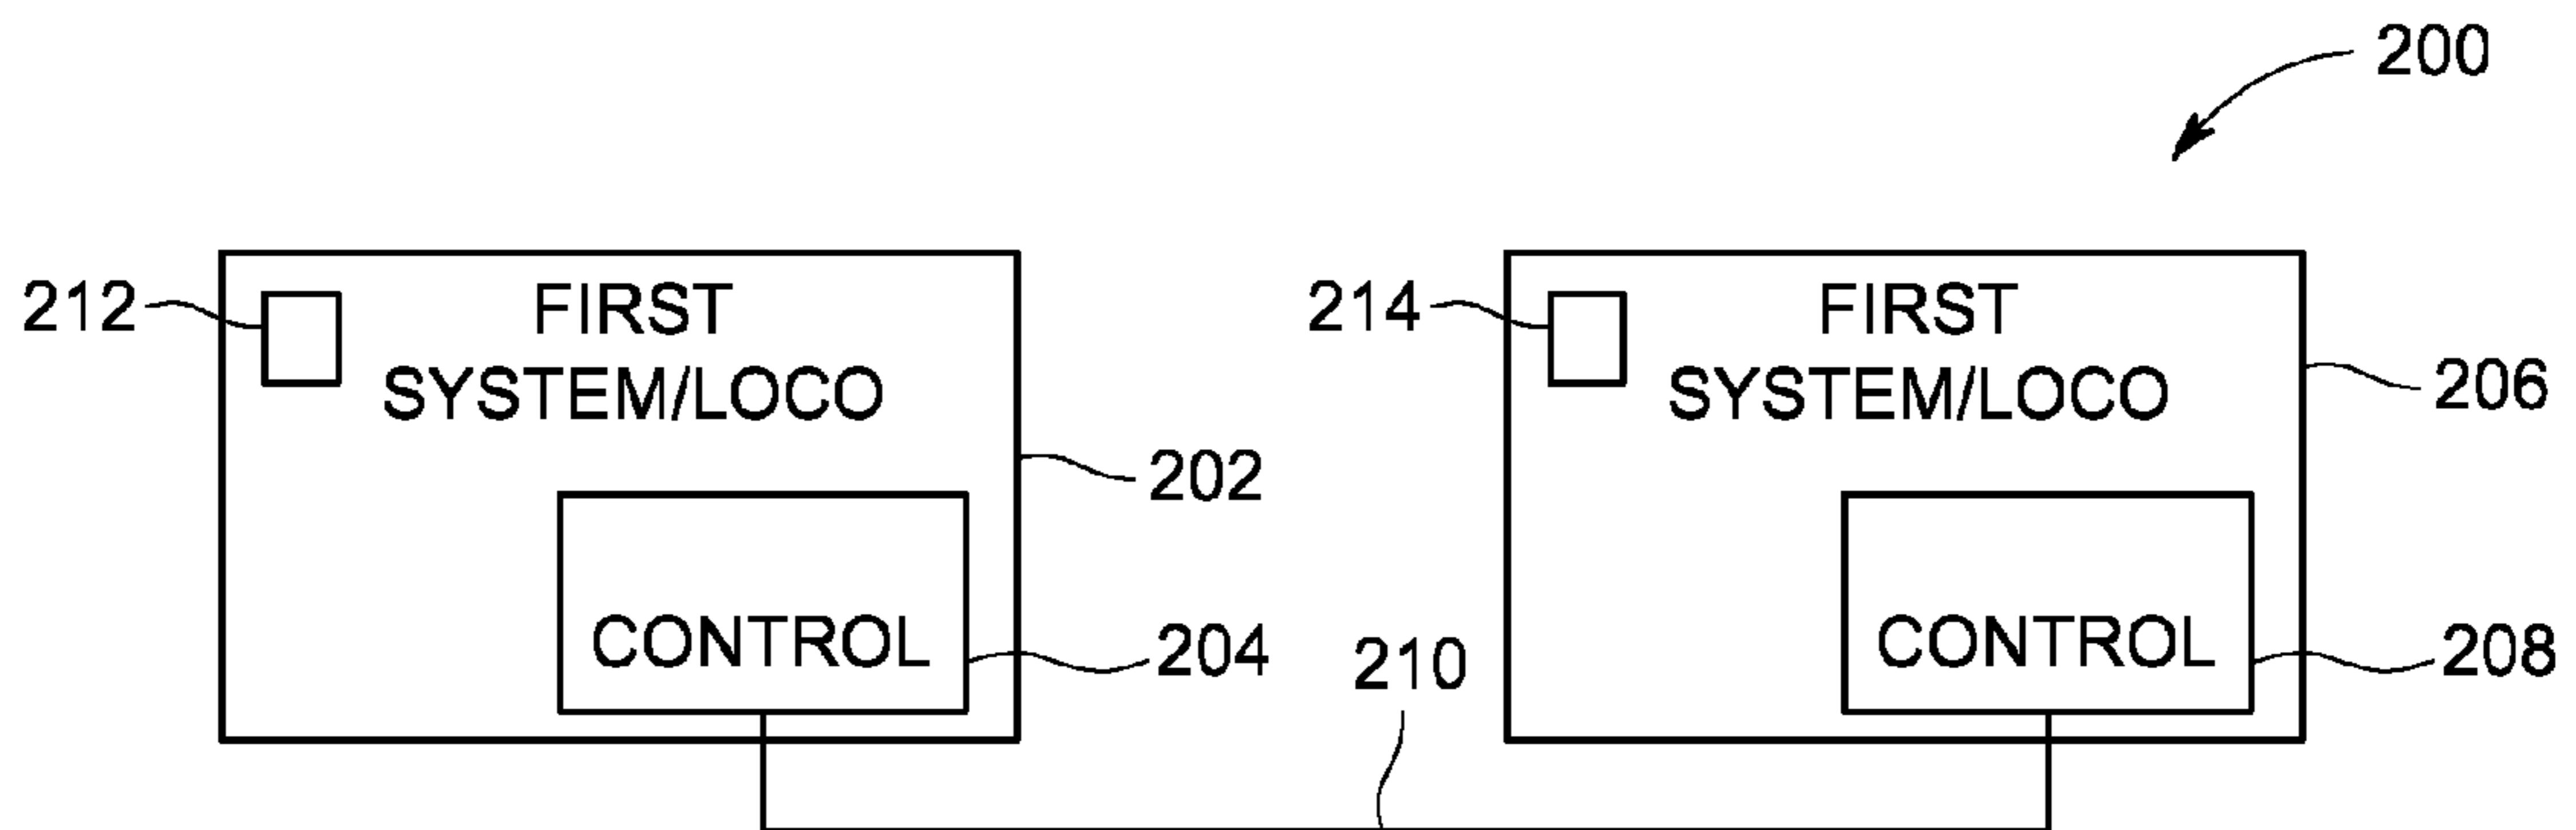 200
212
FIRST
SYSTEM/LOCO
202
CONTROL
204
210
214
FIRST
SYSTEM/LOCO
206
CONTROL
208